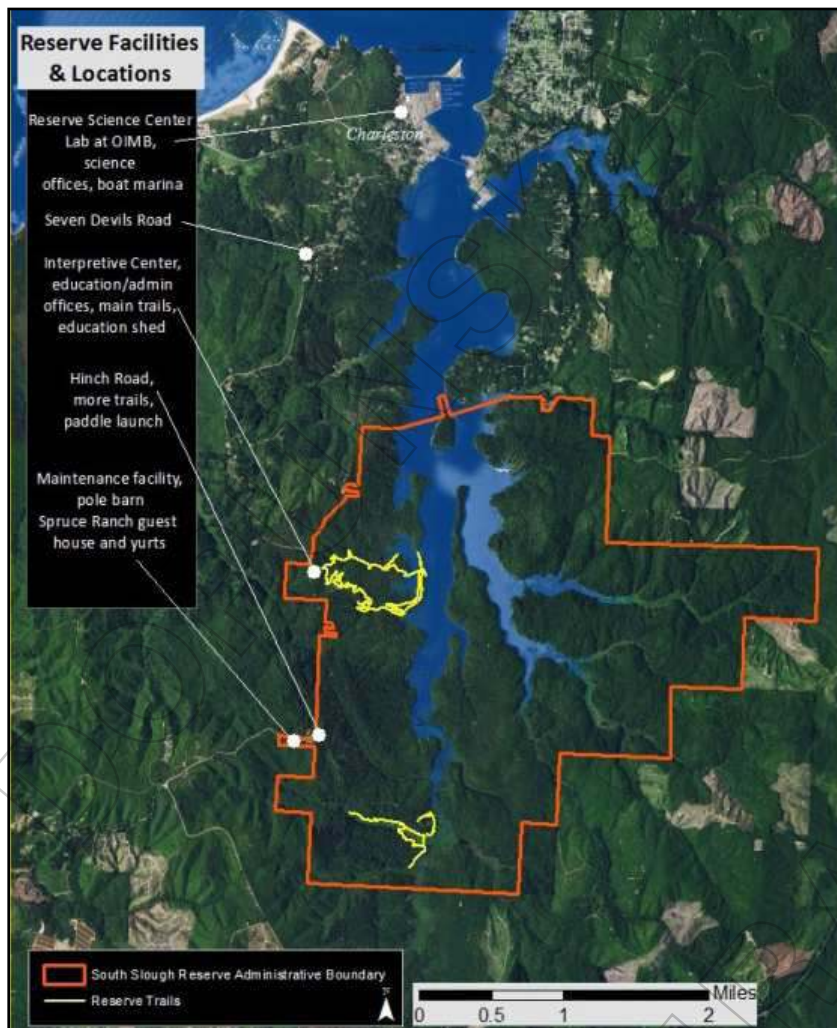 Reserve Facilities
& Locations
Reserve Science Center
Lab at OIMB,
science
offices, boat marina
Seven Devils Road
Interpretive Center,
education/admin
offices, main trails,
education shed
Hinch Road,
more trails,
paddle launch
Maintenance facility,
pole barn
Spruce Ranch guest
house and yurts
Charleston
South Slough Reserve Administrative Boundary
Reserve Trails
Miles
0 0.5 1 2